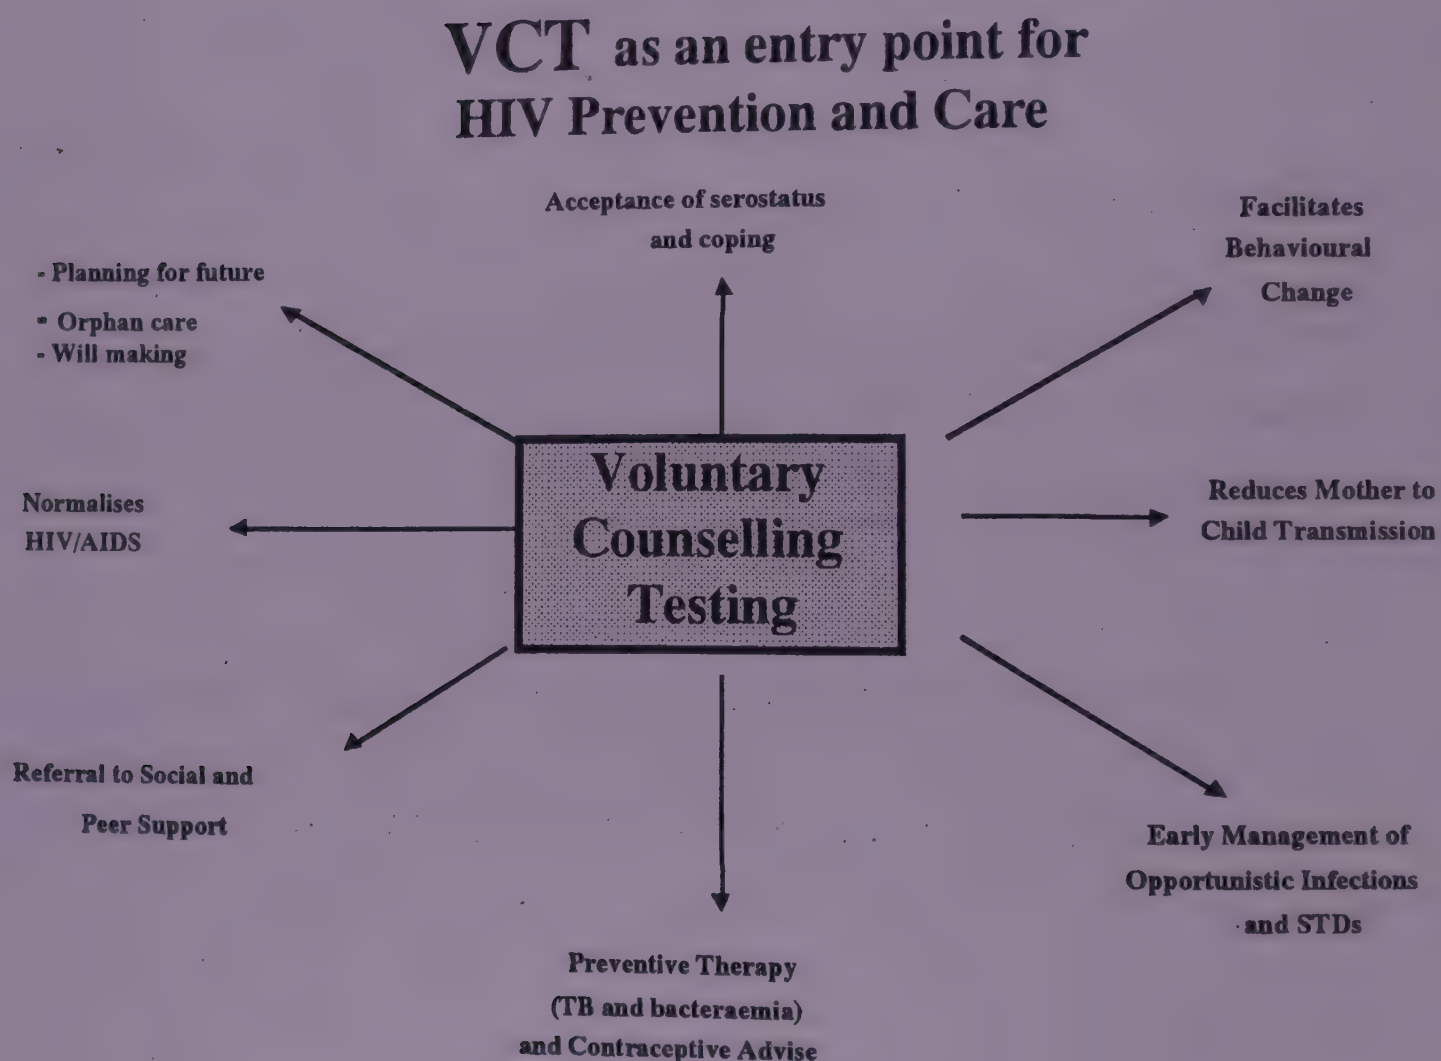 VCT as an entry point for
HIV Prevention and Care
Acceptance of serostatus
and coping
Facilitates
Behavioural
Change
- Planning for future
- Orphan care
- Will making
Voluntary
Counselling
Testing
Normalises
HIV/AIDS
Reduces Mother to
Child Transmission
Referral to Social and
Peer Support
Early Management of
Opportunistic Infections
and STDs
Preventive Therapy
(TB and bacteraemia)
and Contraceptive Advise